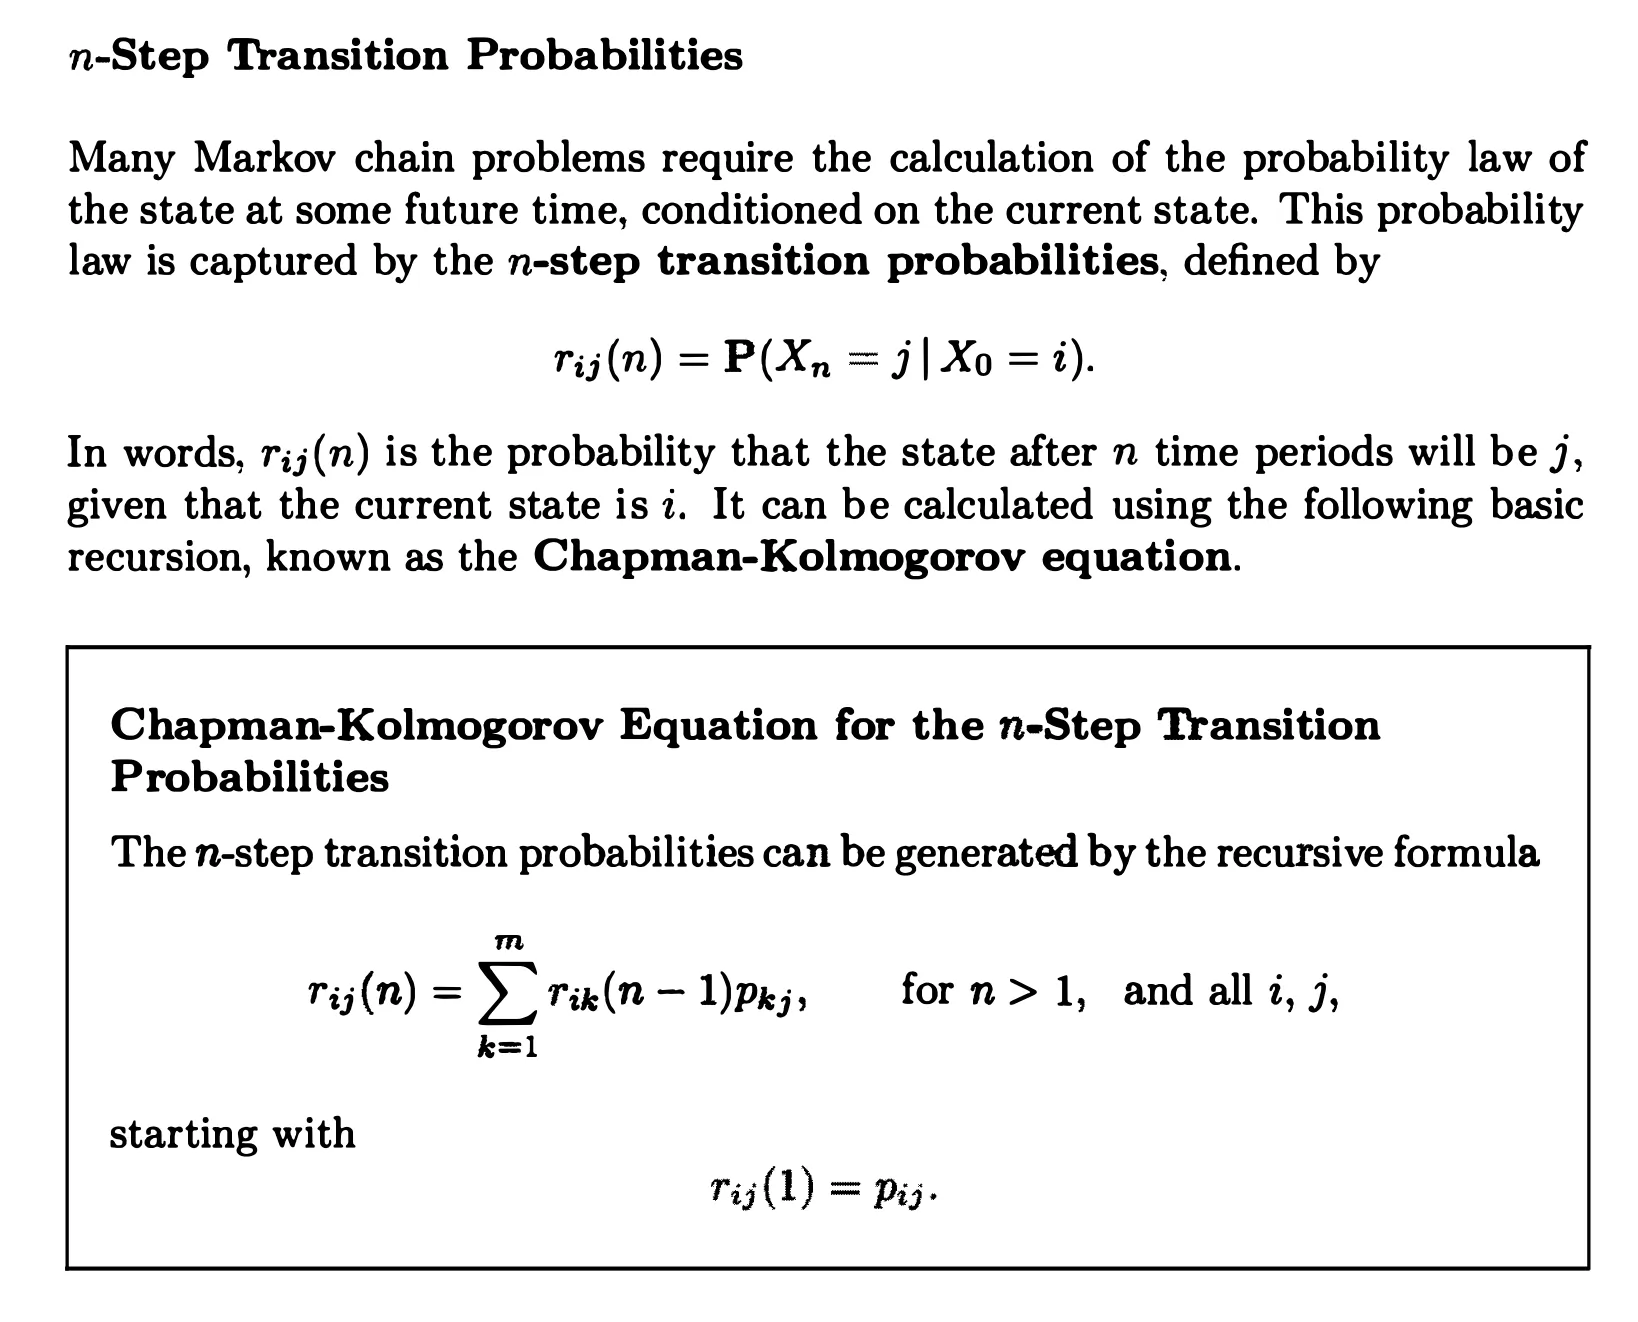 n-Step Transition Probabilities
Many Markov chain problems require the calculation of the probability law of
the state at some future time, conditioned on the current state. This probability
law is captured by the n-step transition probabilities, defined by
r_{ij}(n) = P(X_n = j | X_0 = i).
In words, r_{ij}(n) is the probability that the state after n time periods will be j,
given that the current state is i. It can be calculated using the following basic
recursion, known as the Chapman-Kolmogorov equation.
Chapman-Kolmogorov Equation for the n-Step Transition
Probabilities
The n-step transition probabilities can be generated by the recursive formula
r_{ij}(n) = \sum_{k=1}^{m} r_{ik}(n − 1)p_{kj}, for n > 1, and all i, j,
starting with
r_{ij}(1) = p_{ij}.